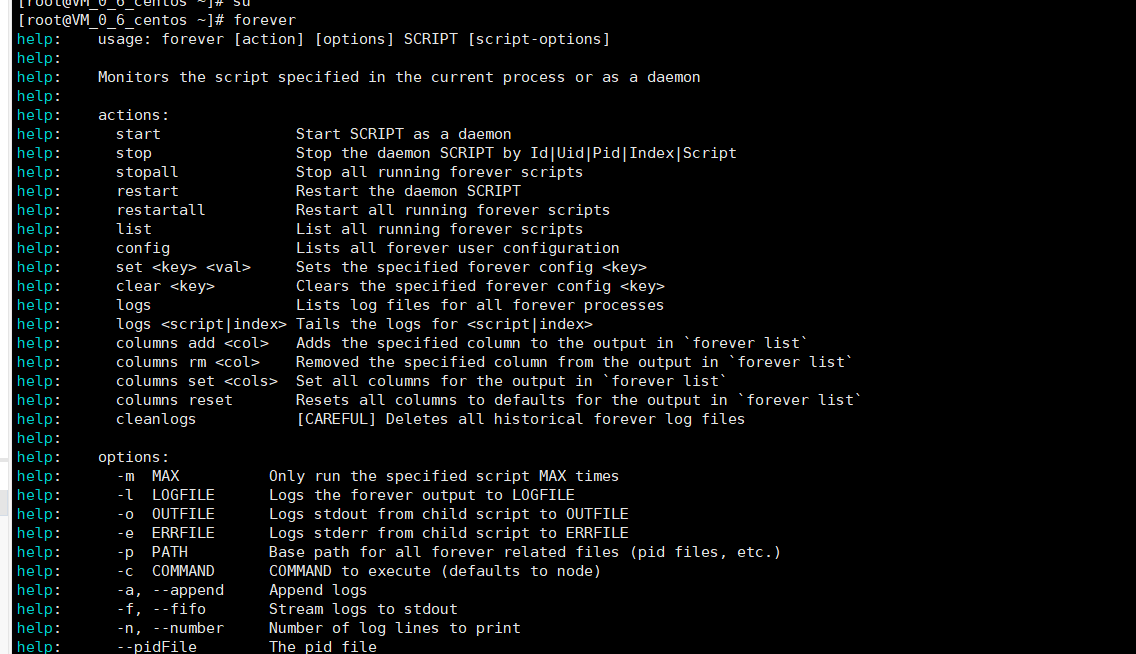 [root@VM_0_6_centos ~]# su
[root@VM_0_6_centos ~]# forever
help:    usage: forever [action] [options] SCRIPT [script-options]
help:
help:    Monitors the script specified in the current process or as a daemon
help:
help:    actions:
help:      start               Start SCRIPT as a daemon
help:      stop                Stop the daemon SCRIPT by Id|Uid|Pid|Index|Script
help:      stopall             Stop all running forever scripts
help:      restart             Restart the daemon SCRIPT
help:      restartall          Restart all running forever scripts
help:      list                List all running forever scripts
help:      config              Lists all forever user configuration
help:      set <key> <val>     Sets the specified forever config <key>
help:      clear <key>         Clears the specified forever config <key>
help:      logs                Lists log files for all forever processes
help:      logs <script|index> Tails the logs for <script|index>
help:      columns add <col>   Adds the specified column to the output in `forever list`
help:      columns rm <col>    Removed the specified column from the output in `forever list`
help:      columns set <cols>  Set all columns for the output in `forever list`
help:      columns reset       Resets all columns to defaults for the output in `forever list`
help:      cleanlogs           [CAREFUL] Deletes all historical forever log files
help:
help:    options:
help:      -m  MAX          Only run the specified script MAX times
help:      -l  LOGFILE      Logs the forever output to LOGFILE
help:      -o  OUTFILE      Logs stdout from child script to OUTFILE
help:      -e  ERRFILE      Logs stderr from child script to ERRFILE
help:      -p  PATH         Base path for all forever related files (pid files, etc.)
help:      -c  COMMAND      COMMAND to execute (defaults to node)
help:      -a, --append     Append logs
help:      -f, --fifo       Stream logs to stdout
help:      -n, --number     Number of log lines to print
help:      --pidFile        The pid file